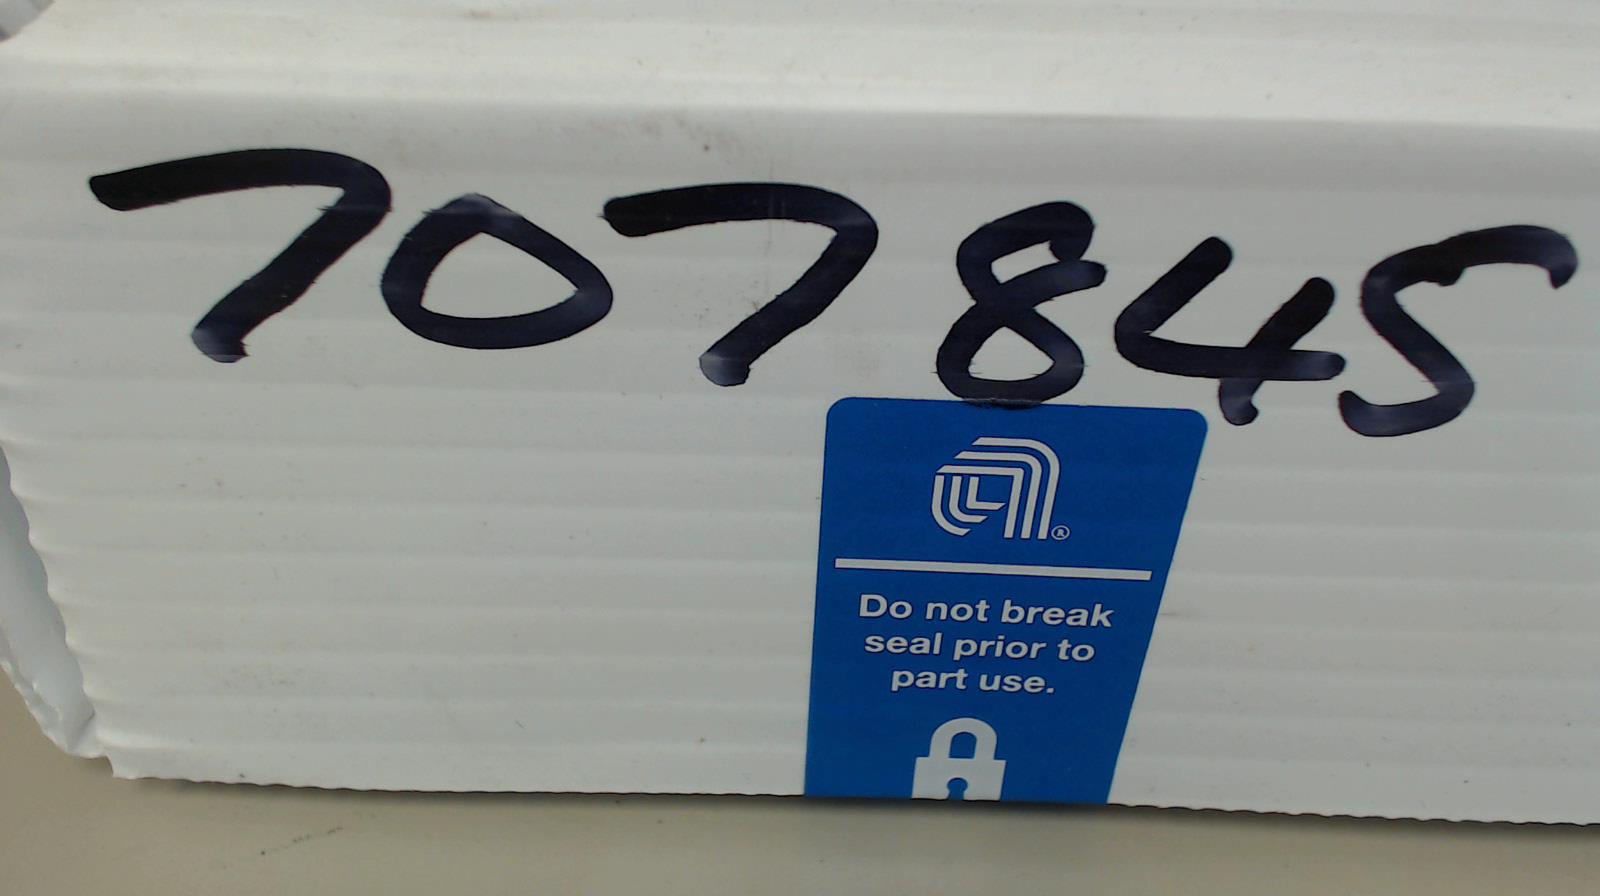 707845
®
Do not break
seal prior to
part use.